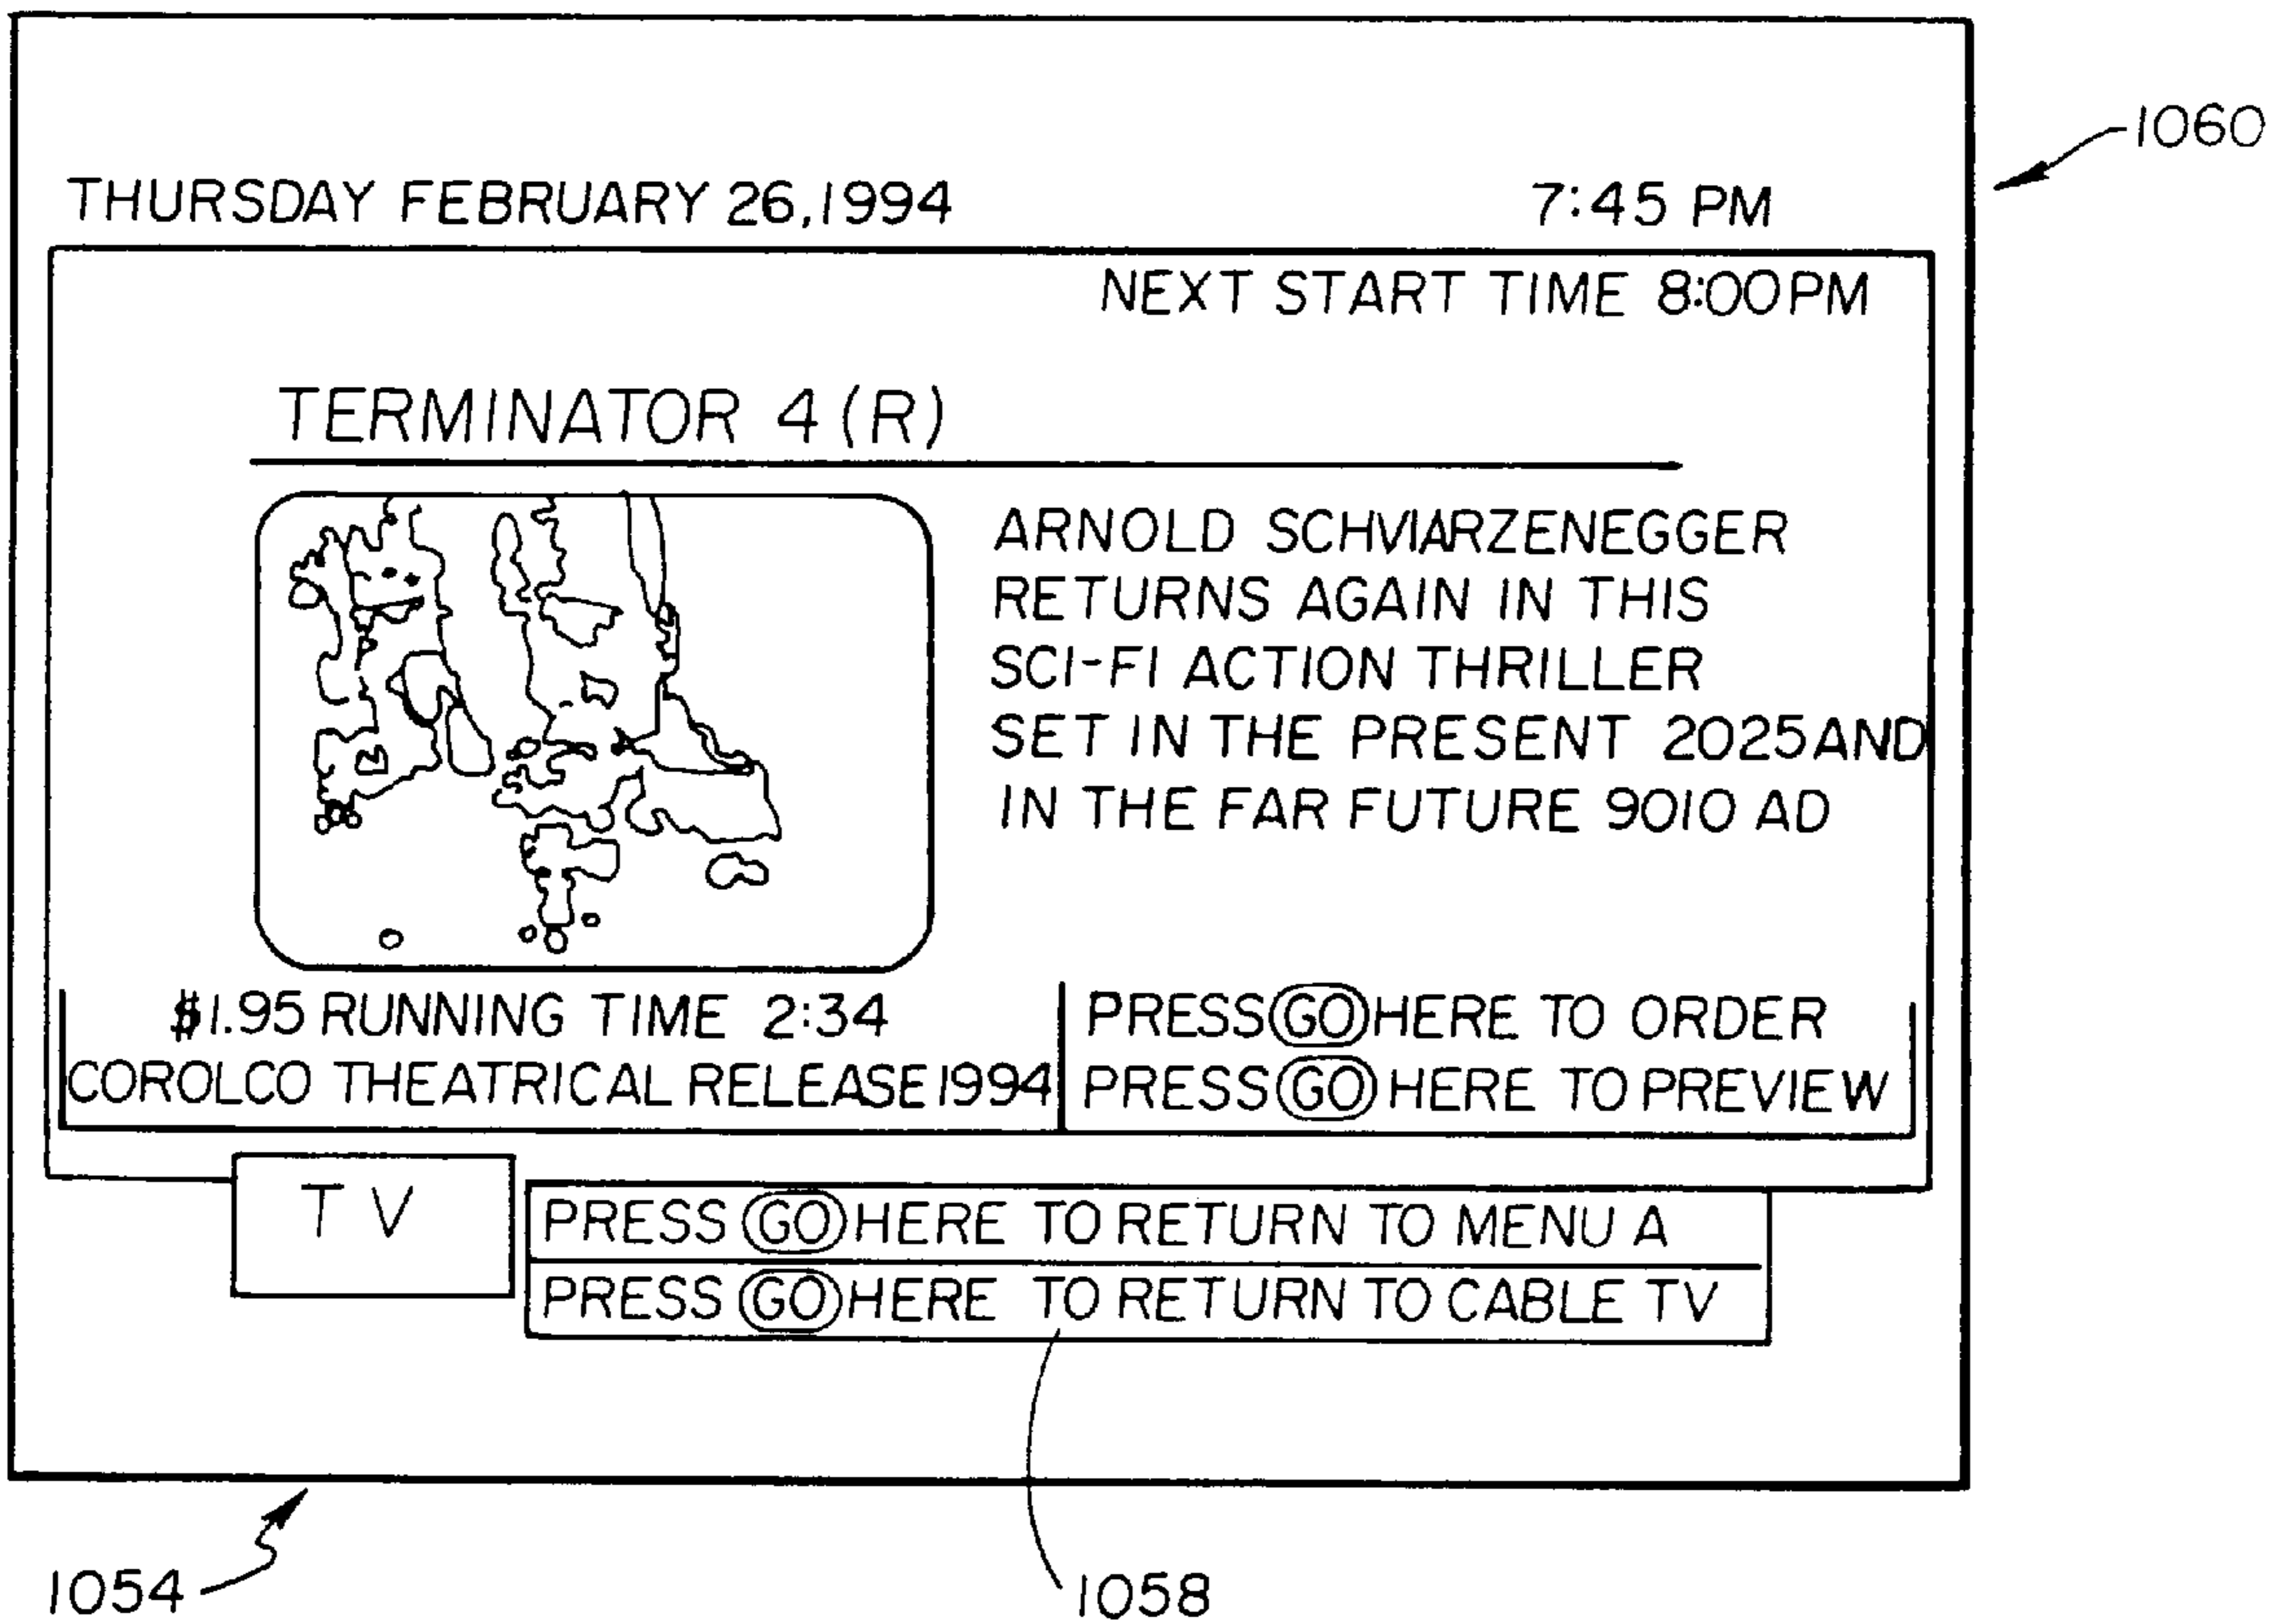 1060
THURSDAY FEBRUARY 26,1994 7:45 PM
NEXT START TIME 8:00PM
TERMINATOR 4 (R)
ARNOLD SCHVIARZENEGGER
RETURNS AGAIN IN THIS
SCI-FI ACTION THRILLER
SET IN THE PRESENT 2025 AND
IN THE FAR FUTURE 9010 AD
$1.95 RUNNING TIME 2:34
COROLCO THEATRICAL RELEASE 1994
PRESS GO HERE TO ORDER
PRESS GO HERE TO PREVIEW
TV
PRESS GO HERE TO RETURN TO MENU A
PRESS GO HERE TO RETURN TO CABLE TV
1054
1058